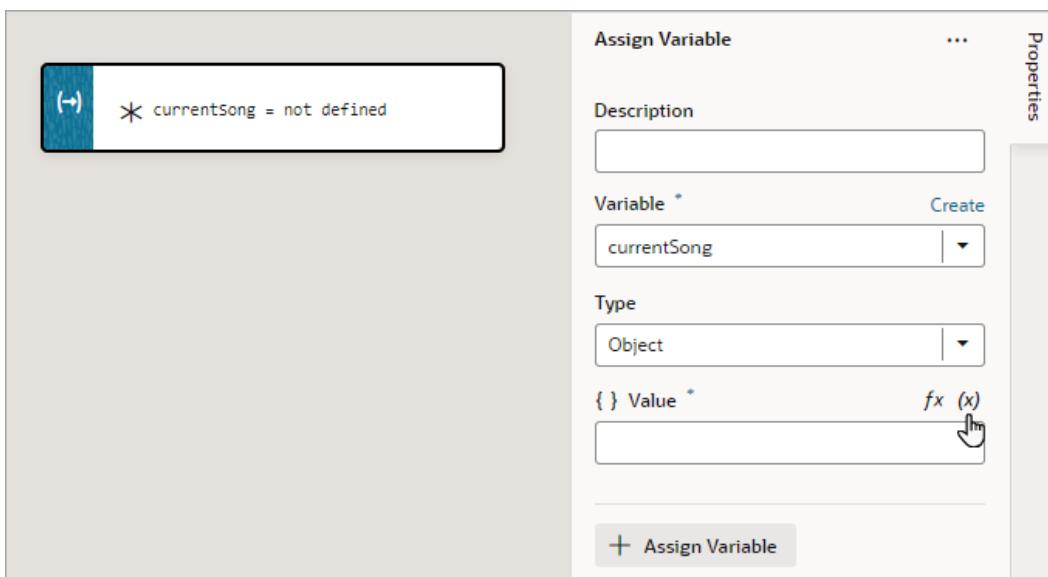 (→) * currentSong = not defined
Assign Variable ...
Properties
Description
Variable * Create
currentSong
Type
Object
{ } Value * fx (x)
+ Assign Variable